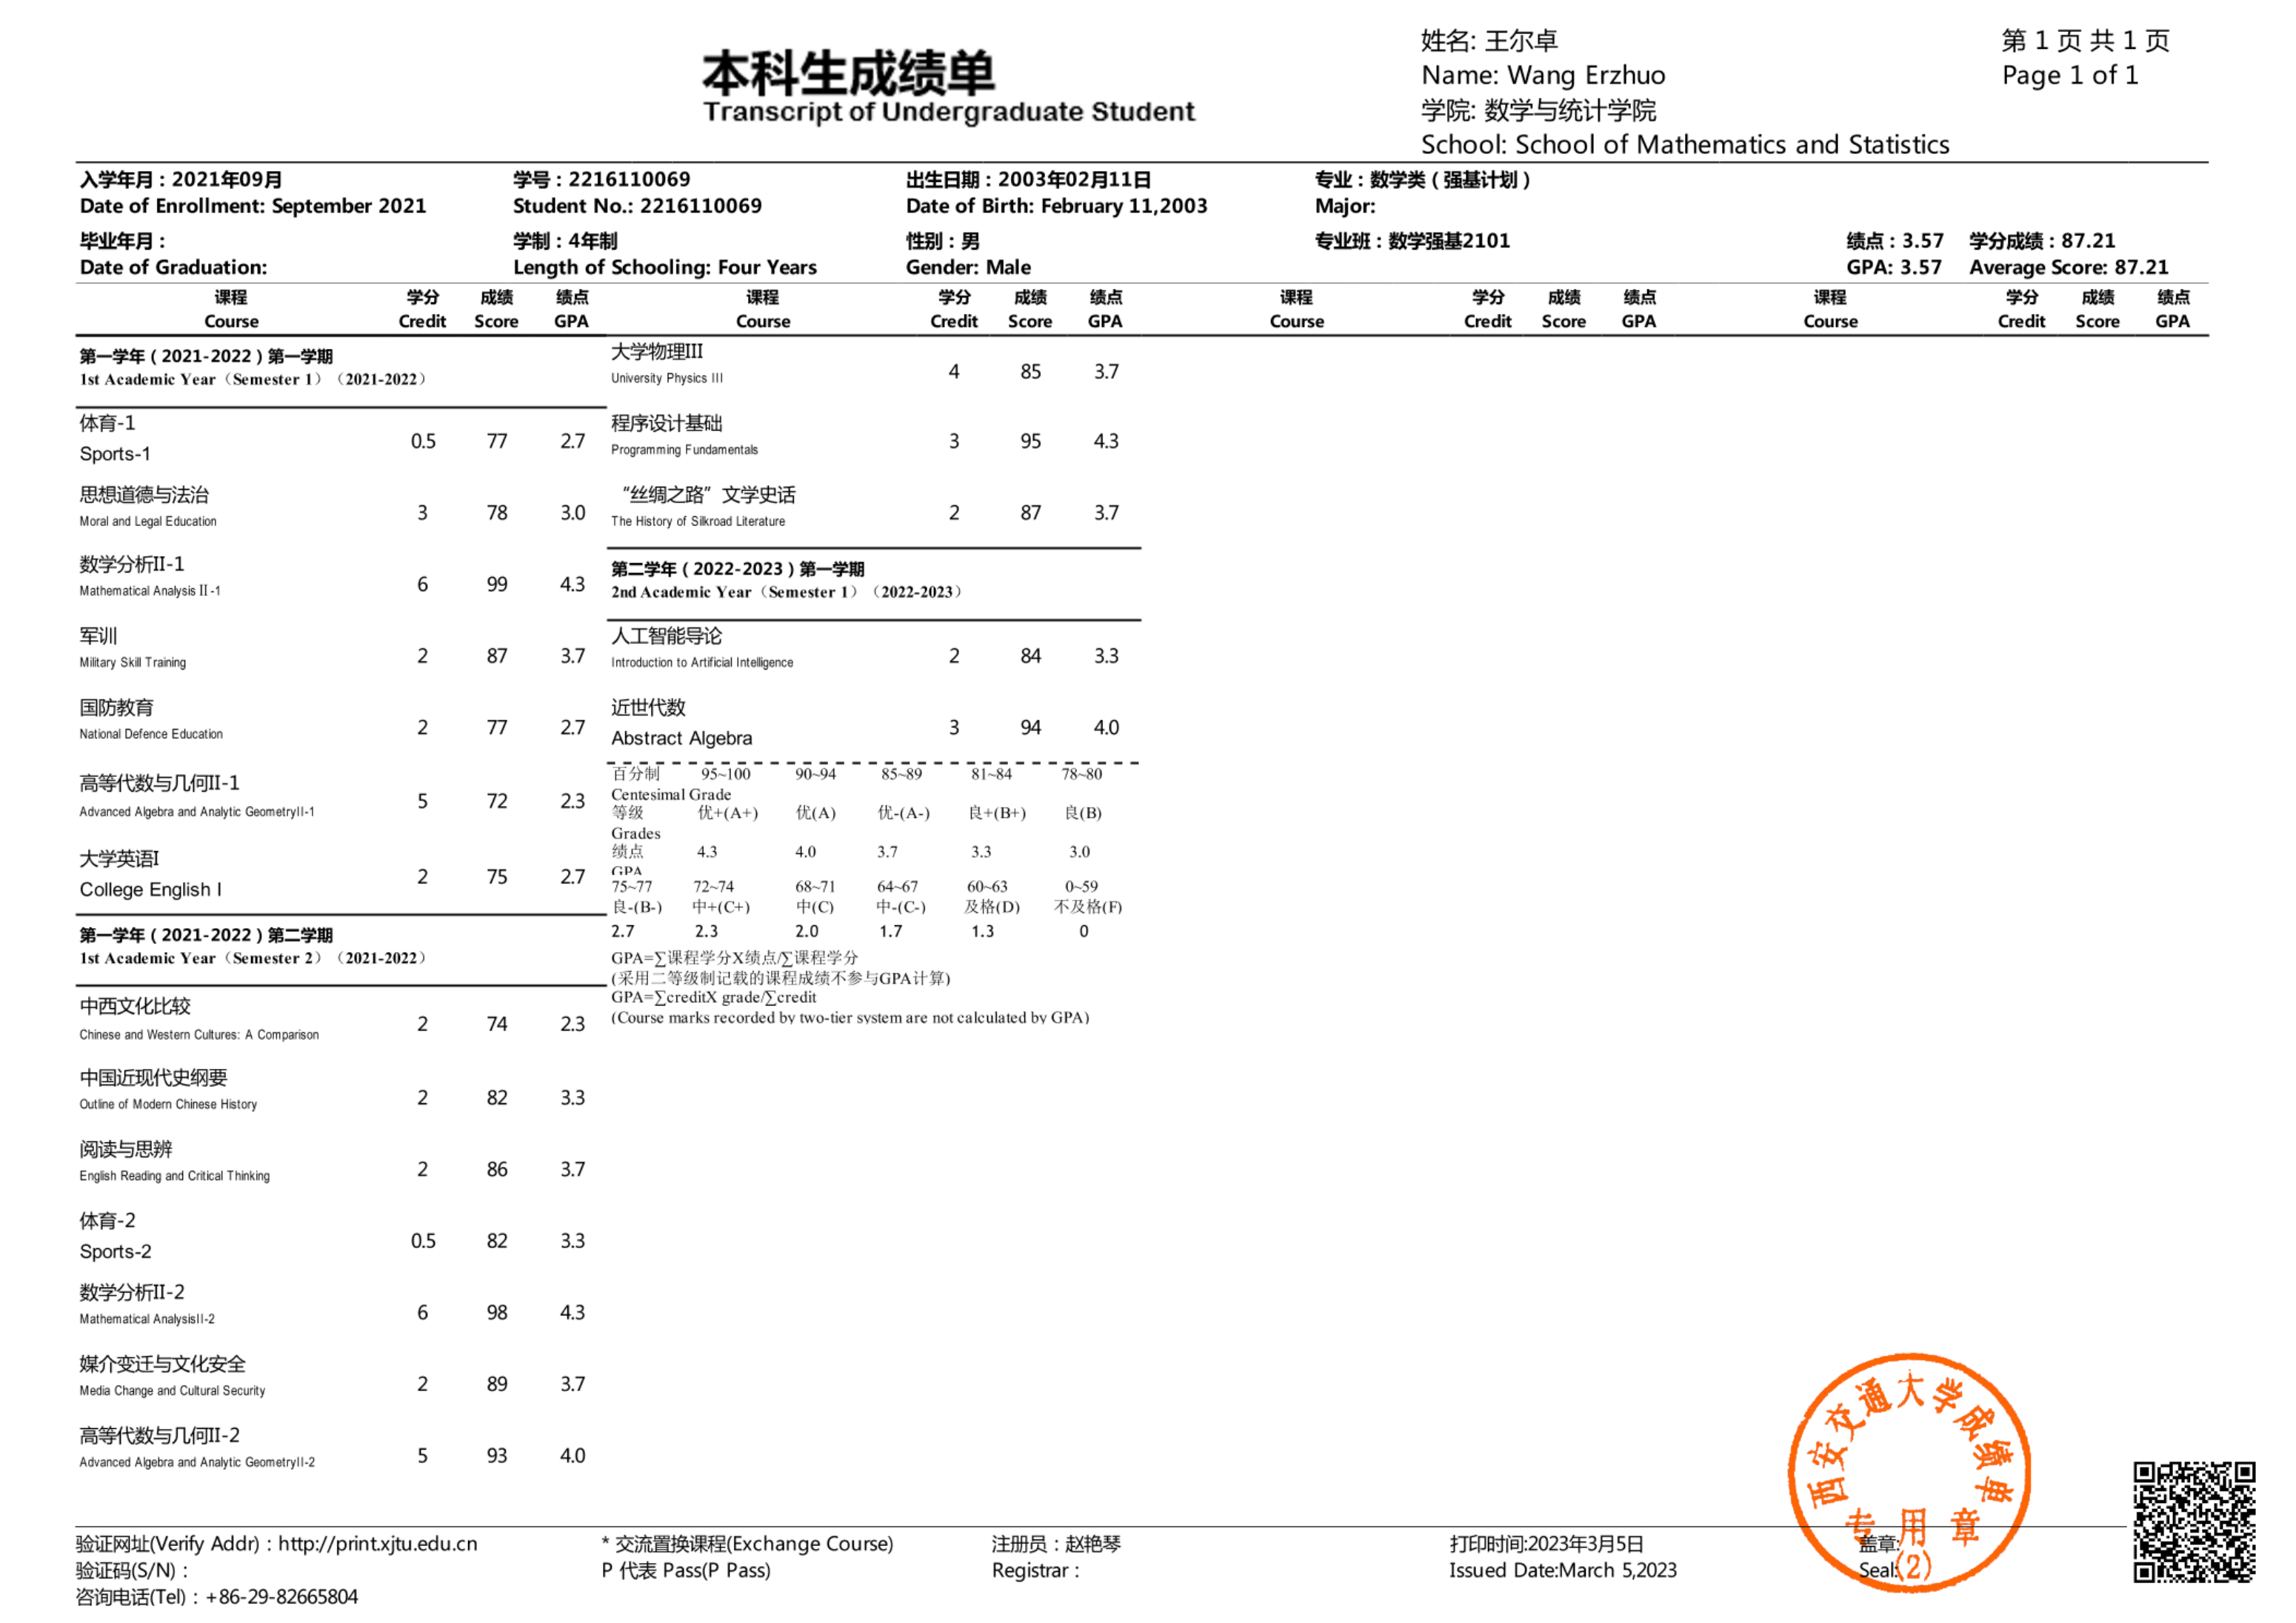 本科生成绩单
Transcript of Undergraduate Student
姓名: 王尔卓
Name: Wang Erzhuo
学院: 数学与统计学院
School: School of Mathematics and Statistics
第 1 页 共 1 页
Page 1 of 1
入学年月：2021年09月
Date of Enrollment: September 2021
学号：2216110069
Student No.: 2216110069
出生日期：2003年02月11日
Date of Birth: February 11,2003
专业：数学类（强基计划）
Major:
毕业年月：
Date of Graduation:
学制：4年制
Length of Schooling: Four Years
性别：男
Gender: Male
专业班：数学强基2101
绩点：3.57 学分成绩：87.21
GPA: 3.57 Average Score: 87.21
课程 学分 成绩 绩点 课程 学分 成绩 绩点 课程 学分 成绩 绩点 课程 学分 成绩 绩点
Course Credit Score GPA Course Credit Score GPA Course Credit Score GPA Course Credit Score GPA
第一学年（2021-2022）第一学期
1st Academic Year（Semester 1）（2021-2022）
体育-1
Sports-1
0.5 77 2.7
思想道德与法治
Moral and Legal Education
3 78 3.0
数学分析II-1
Mathematical Analysis II -1
6 99 4.3
军训
Military Skill Training
2 87 3.7
国防教育
National Defence Education
2 77 2.7
高等代数与几何II-1
Advanced Algebra and Analytic GeometryII-1
5 72 2.3
大学英语I
College English I
2 75 2.7
第一学年（2021-2022）第二学期
1st Academic Year（Semester 2）（2021-2022）
中西文化比较
Chinese and Western Cultures: A Comparison
2 74 2.3
中国近现代史纲要
Outline of Modern Chinese History
2 82 3.3
阅读与思辨
English Reading and Critical Thinking
2 86 3.7
体育-2
Sports-2
0.5 82 3.3
数学分析II-2
Mathematical AnalysisII-2
6 98 4.3
媒介变迁与文化安全
Media Change and Cultural Security
2 89 3.7
高等代数与几何II-2
Advanced Algebra and Analytic GeometryII-2
5 93 4.0
大学物理III
University Physics III
4 85 3.7
程序设计基础
Programming Fundamentals
3 95 4.3
“丝绸之路”文学史话
The History of Silkroad Literature
2 87 3.7
第二学年（2022-2023）第一学期
2nd Academic Year（Semester 1）（2022-2023）
人工智能导论
Introduction to Artificial Intelligence
2 84 3.3
近世代数
Abstract Algebra
3 94 4.0
百分制 95~100 90~94 85~89 81~84 78~80
Centesimal Grade
等级 优+(A+) 优(A) 优-(A-) 良+(B+) 良(B)
Grades
绩点 4.3 4.0 3.7 3.3 3.0
GPA
75~77 72~74 68~71 64~67 60~63 0~59
良-(B-) 中+(C+) 中(C) 中-(C-) 及格(D) 不及格(F)
2.7 2.3 2.0 1.7 1.3 0
GPA=∑课程学分X绩点/∑课程学分
(采用二等级制记载的课程成绩不参与GPA计算)
GPA=∑creditX grade/∑credit
(Course marks recorded by two-tier system are not calculated by GPA)
验证网址(Verify Addr)：http://print.xjtu.edu.cn
验证码(S/N)：
咨询电话(Tel)：+86-29-82665804
* 交流置换课程(Exchange Course)
P 代表 Pass(P Pass)
注册员：赵艳琴
Registrar：
打印时间:2023年3月5日
Issued Date:March 5,2023
盖章:
Seal:
西安交通大学成绩单
专用章
(2)